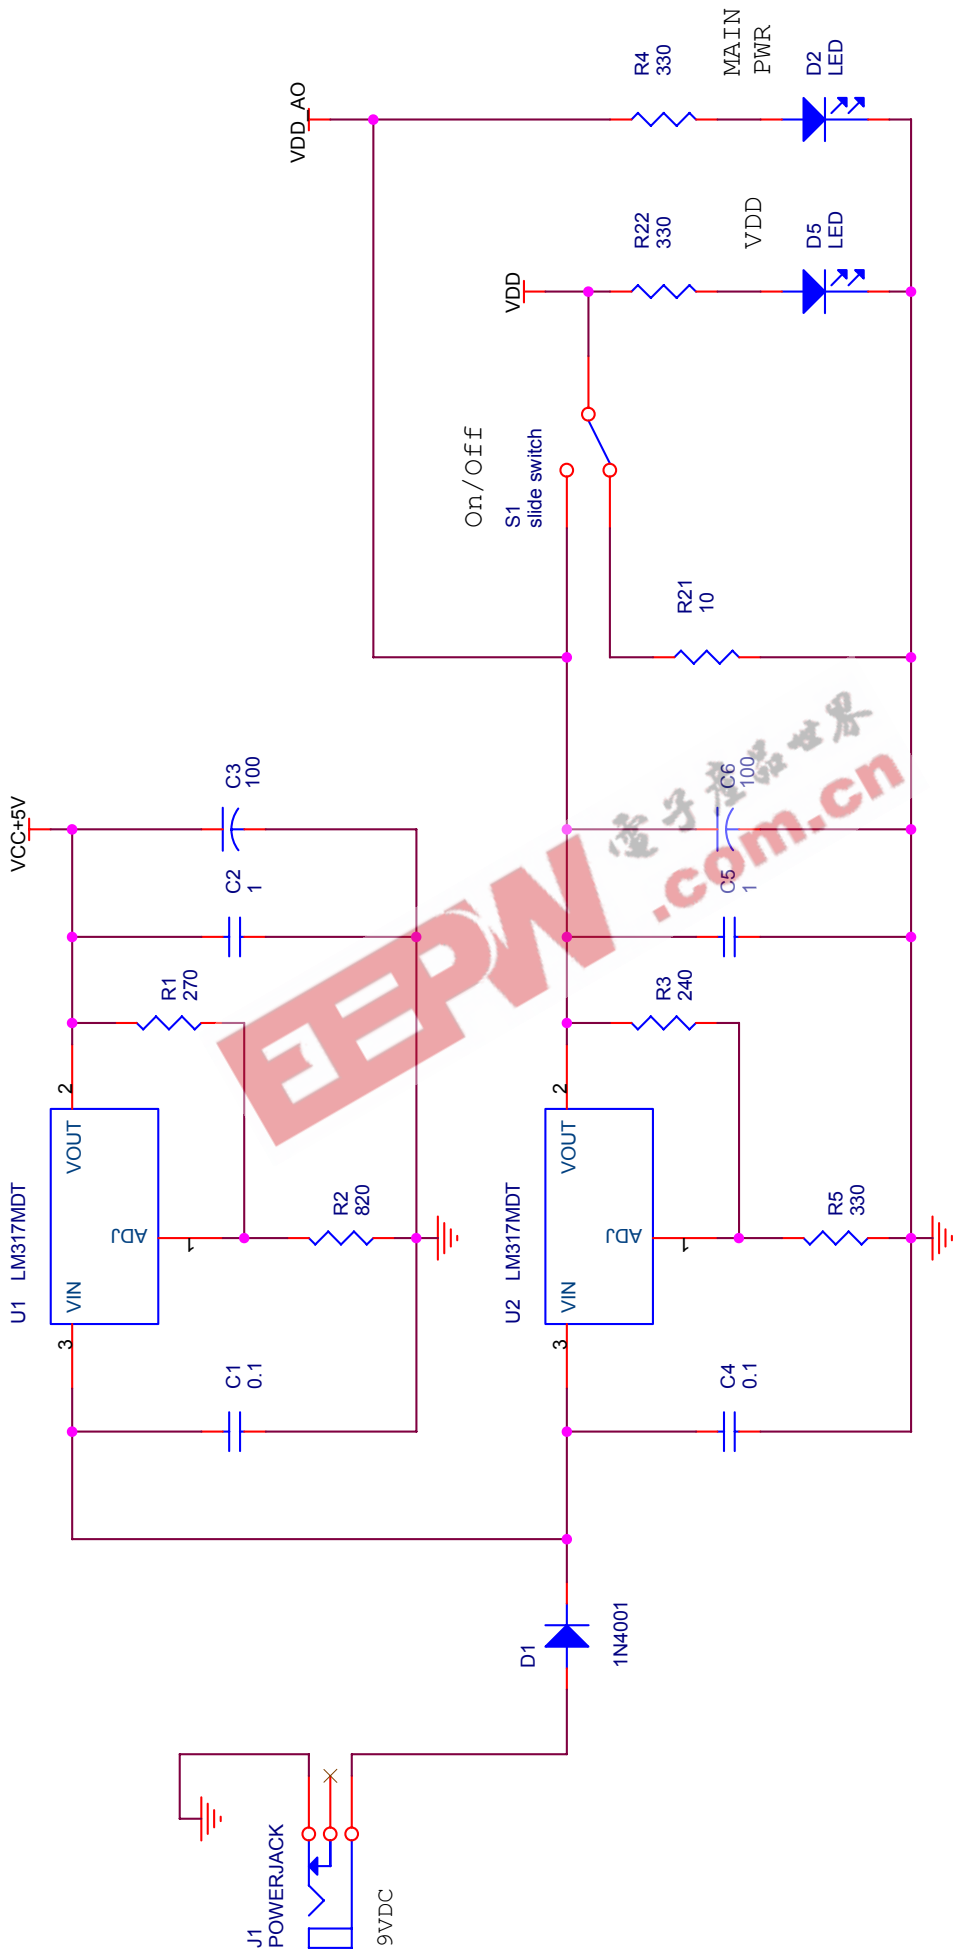 VCC+5V
U1 LM317MDT
VIN
VOUT
ADJ
3
2
1
R1
270
R2
820
C1
0.1
C2
1
C3
100
J1
POWERJACK
9VDC
D1
1N4001
U2 LM317MDT
VIN
VOUT
ADJ
3
2
1
R3
240
R5
330
C4
0.1
C5
1
C6
100
VDD_AO
On/Off
S1
slide switch
R21
10
VDD
R22
330
VDD
D5
LED
R4
330
MAIN
PWR
D2
LED
EEPW
電子產品世界
.com.cn